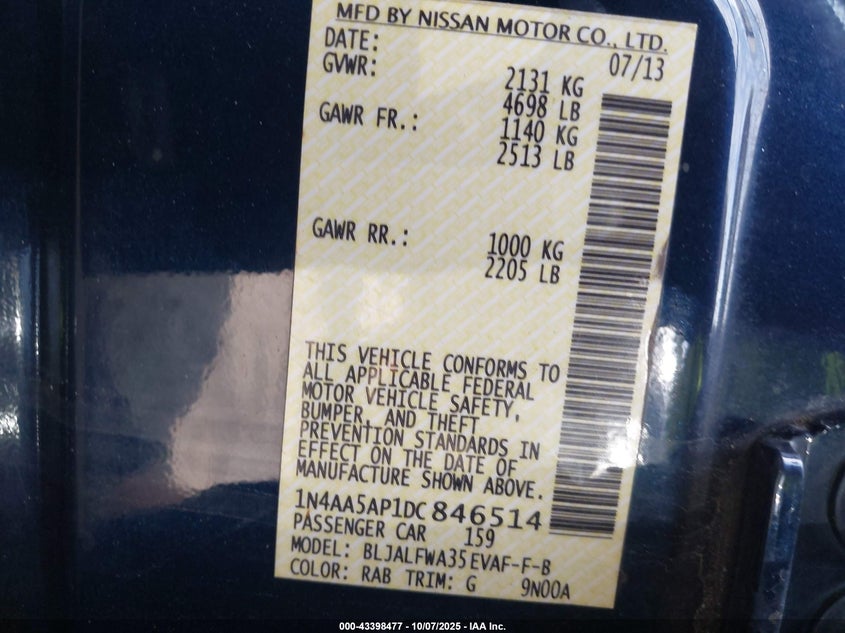 MFD BY NISSAN MOTOR CO., LTD.
DATE: 07/13
GVWR: 2131 KG
4698 LB
GAWR FR.: 1140 KG
2513 LB
GAWR RR.: 1000 KG
2205 LB
THIS VEHICLE CONFORMS TO
ALL APPLICABLE FEDERAL
MOTOR VEHICLE SAFETY,
BUMPER, AND THEFT
PREVENTION STANDARDS IN
EFFECT ON THE DATE OF
MANUFACTURE SHOWN ABOVE.
1N4AA5AP1DC846514
PASSENGER CAR 159
MODEL: BLJALFWA35EVAF-F-B
COLOR: RAB TRIM: G 9N00A
000-43398477 - 10/07/2025 - IAA Inc.